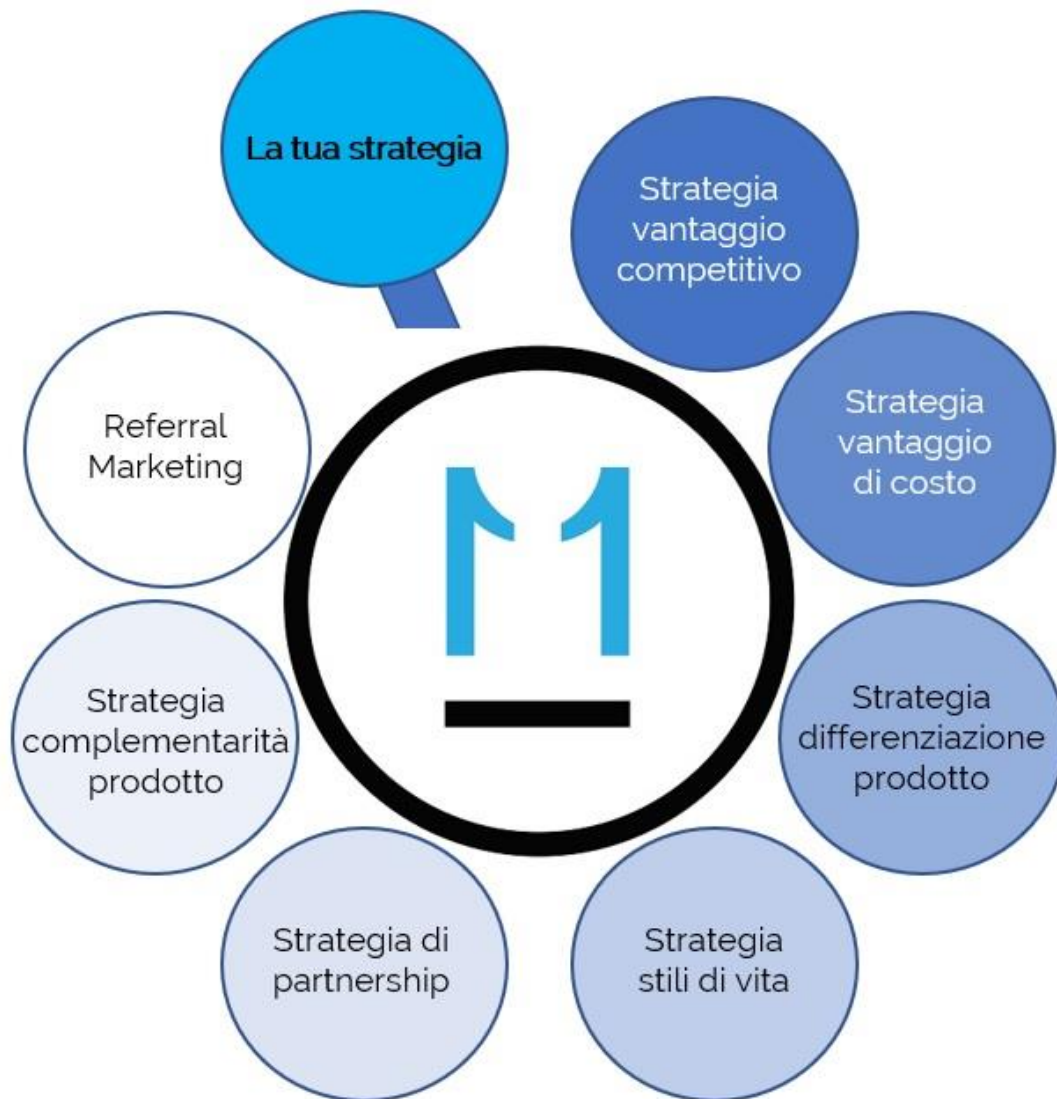 La tua strategia
Strategia
vantaggio
competitivo
Strategia
vantaggio
di costo
Strategia
differenziazione
prodotto
Strategia
stili di vita
Strategia di
partnership
Strategia
complementarità
prodotto
Referral
Marketing